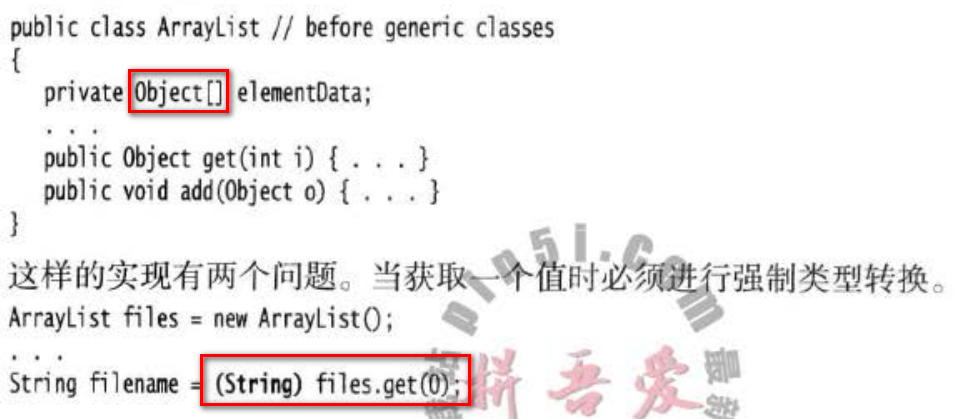 public class ArrayList // before generic classes
{
private Object[] elementData;
. . .
public Object get(int i) { . . . }
public void add(Object o) { . . . }
}
这样的实现有两个问题。当获取一个值时必须进行强制类型转换。
ArrayList files = new ArrayList();
. . .
String filename = (String) files.get(0);
拼吾爱